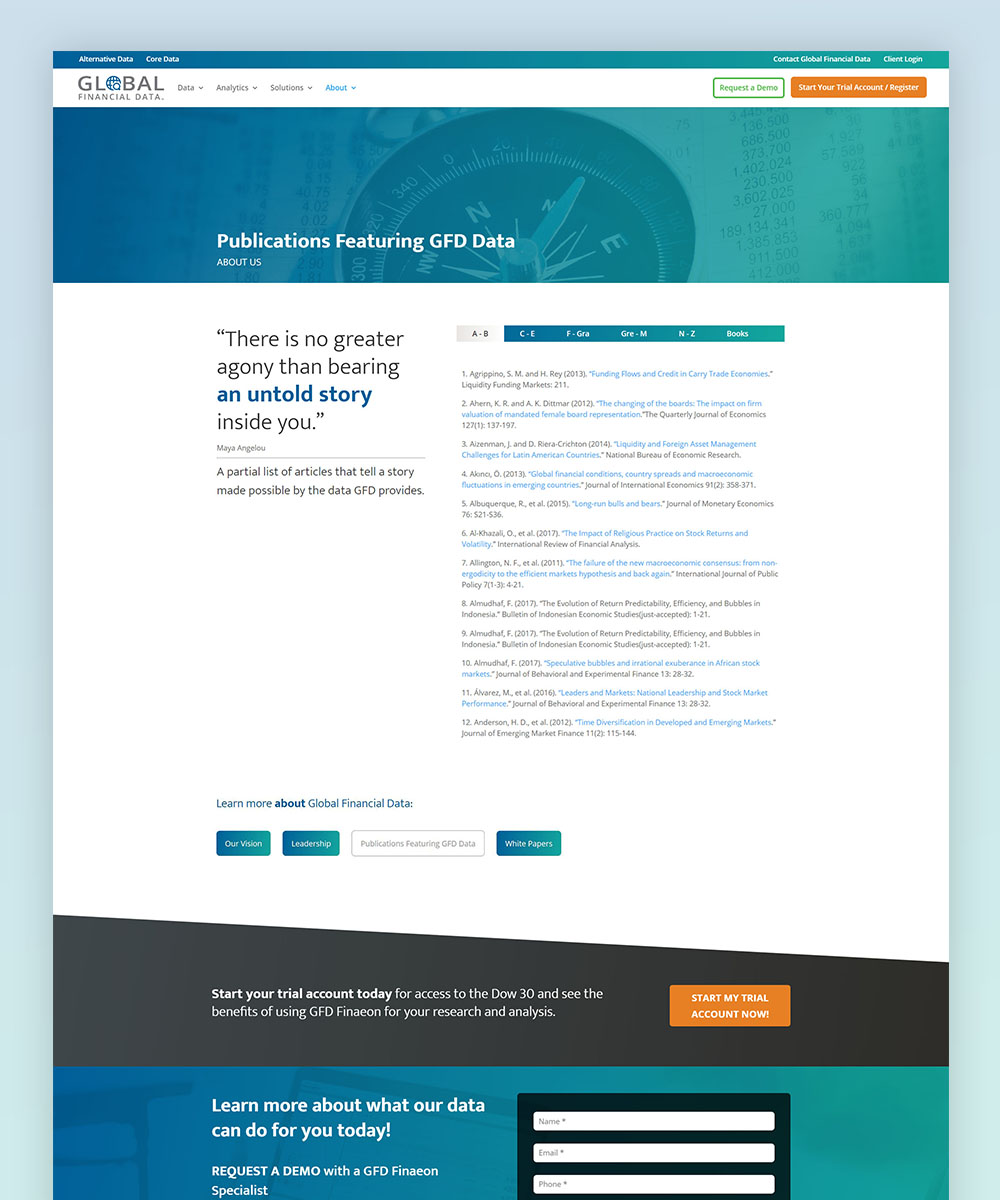 Alternative Data Core Data Contact Global Financial Data Client Login
GLOBAL
FINANCIAL DATA
Data Analytics Solutions About Request a Demo Start Your Trial Account / Register
Publications Featuring GFD Data
ABOUT US
“There is no greater
agony than bearing
an untold story
inside you.”
Maya Angelou
A partial list of articles that tell a story
made possible by the data GFD provides.
A - B C - E F - Gra Gre - M N - Z Books
1. Agrippino, S. M. and H. Rey (2013). “Funding Flows and Credit in Carry Trade Economies.”
Liquidity Funding Markets: 211.
2. Ahern, K. R. and A. K. Dittmar (2012). “The changing of the boards: The impact on firm
valuation of mandated female board representation.”The Quarterly Journal of Economics
127(1): 137-197.
3. Aizenman, J. and D. Riera-Crichton (2014). “Liquidity and Foreign Asset Management
Challenges for Latin American Countries.” National Bureau of Economic Research.
4. Akıncı, Ö. (2013). “Global financial conditions, country spreads and macroeconomic
fluctuations in emerging countries.” Journal of International Economics 91(2): 358-371.
5. Albuquerque, R., et al. (2015). “Long-run bulls and bears.” Journal of Monetary Economics
76: S21-S36.
6. Al-Khazali, O., et al. (2017). “The Impact of Religious Practice on Stock Returns and
Volatility.” International Review of Financial Analysis.
7. Allington, N. F., et al. (2011). “The failure of the new macroeconomic consensus: from non-
ergodicity to the efficient markets hypothesis and back again.” International Journal of Public
Policy 7(1-3): 4-21.
8. Almudhaf, F. (2017). “The Evolution of Return Predictability, Efficiency, and Bubbles in
Indonesia.” Bulletin of Indonesian Economic Studies(just-accepted): 1-21.
9. Almudhaf, F. (2017). “The Evolution of Return Predictability, Efficiency, and Bubbles in
Indonesia.” Bulletin of Indonesian Economic Studies(just-accepted): 1-21.
10. Almudhaf, F. (2017). “Speculative bubbles and irrational exuberance in African stock
markets.” Journal of Behavioral and Experimental Finance 13: 28-32.
11. Álvarez, M., et al. (2016). “Leaders and Markets: National Leadership and Stock Market
Performance.” Journal of Behavioral and Experimental Finance 13: 28-32.
12. Anderson, H. D., et al. (2012). “Time Diversification in Developed and Emerging Markets.”
Journal of Emerging Market Finance 11(2): 115-144.
Learn more about Global Financial Data:
Our Vision Leadership Publications Featuring GFD Data White Papers
Start your trial account today for access to the Dow 30 and see the
benefits of using GFD Finaeon for your research and analysis.
START MY TRIAL
ACCOUNT NOW!
Learn more about what our data
can do for you today!
REQUEST A DEMO with a GFD Finaeon
Specialist
Name *
Email *
Phone *